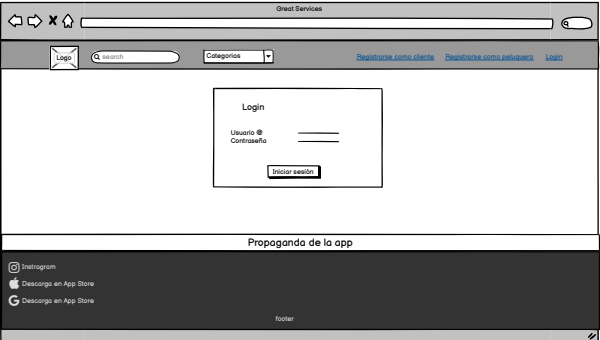 Great Services
Logo
search
Categorias
Registrarse como cliente
Registrarse como peluquero
Login
Login
Usuario @
Contraseña
Iniciar sesión
Propaganda de la app
Instragram
Descarga en App Store
Descarga en App Store
footer